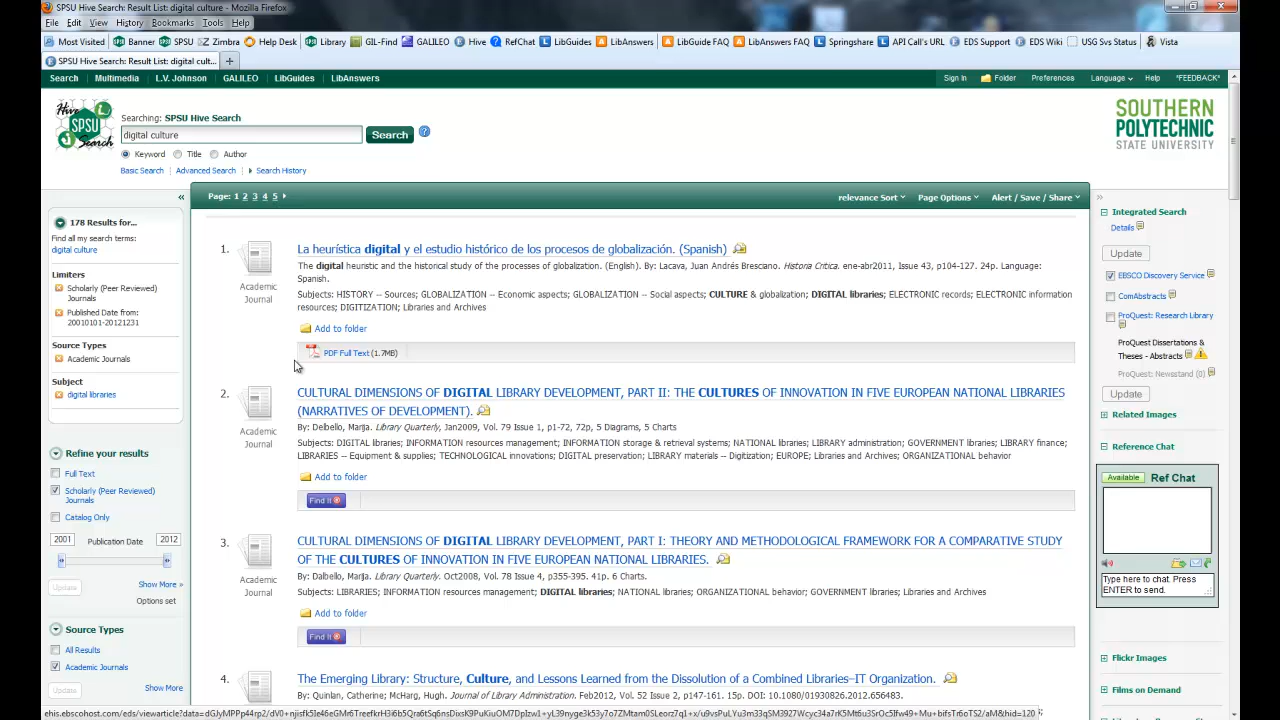 SPSU Hive Search: Result List: digital culture - Mozilla Firefox
File Edit View History Bookmarks Tools Help
Most Visited Banner SPSU Zimbra Help Desk Library GIL-Find GALILEO Hive RefChat LibGuides LibAnswers LibGuide FAQ LibAnswers FAQ Springshare API Call's URL EDS Support EDS Wiki USG Svs Status Vista
SPSU Hive Search: Result List: digital cult... +
Search Multimedia L.V. Johnson GALILEO LibGuides LibAnswers Sign In Folder Preferences Language Help *FEEDBACK*
Hive
SPSU
Search
Searching: SPSU Hive Search
digital culture Search ?
Keyword Title Author
Basic Search Advanced Search Search History
SOUTHERN
POLYTECHNIC
STATE UNIVERSITY
«
178 Results for...
Find all my search terms:
digital culture
Limiters
Scholarly (Peer Reviewed)
Journals
Published Date from:
20010101-20121231
Source Types
Academic Journals
Subject
digital libraries
Refine your results
Full Text
Scholarly (Peer Reviewed)
Journals
Catalog Only
2001 Publication Date 2012
Update Show More »
Options set
Source Types
All Results
Academic Journals
Update Show More
Page: 1 2 3 4 5 relevance Sort Page Options Alert / Save / Share
1. La heurística digital y el estudio histórico de los procesos de globalización. (Spanish)
The digital heuristic and the historical study of the processes of globalization. (English). By: Lacava, Juan Andrés Bresciano. Historia Critica. ene-abr2011, Issue 43, p104-127. 24p. Language:
Spanish.
Academic
Journal
Subjects: HISTORY -- Sources; GLOBALIZATION -- Economic aspects; GLOBALIZATION -- Social aspects; CULTURE & globalization; DIGITAL libraries; ELECTRONIC records; ELECTRONIC information
resources; DIGITIZATION; Libraries and Archives
Add to folder
PDF Full Text (1.7MB)
2. CULTURAL DIMENSIONS OF DIGITAL LIBRARY DEVELOPMENT, PART II: THE CULTURES OF INNOVATION IN FIVE EUROPEAN NATIONAL LIBRARIES
(NARRATIVES OF DEVELOPMENT).
By: Dalbello, Marija. Library Quarterly, Jan2009, Vol. 79 Issue 1, p1-72, 72p, 5 Diagrams, 5 Charts
Academic
Journal
Subjects: DIGITAL libraries; INFORMATION resources management; INFORMATION storage & retrieval systems; NATIONAL libraries; LIBRARY administration; GOVERNMENT libraries; LIBRARY finance;
LIBRARIES -- Equipment & supplies; TECHNOLOGICAL innovations; DIGITAL preservation; LIBRARY materials -- Digitization; EUROPE; Libraries and Archives; ORGANIZATIONAL behavior
Add to folder
Find It
3. CULTURAL DIMENSIONS OF DIGITAL LIBRARY DEVELOPMENT, PART I: THEORY AND METHODOLOGICAL FRAMEWORK FOR A COMPARATIVE STUDY
OF THE CULTURES OF INNOVATION IN FIVE EUROPEAN NATIONAL LIBRARIES.
By: Dalbello, Marija. Library Quarterly. Oct2008, Vol. 78 Issue 4, p355-395. 41p. 6 Charts.
Academic
Journal
Subjects: LIBRARIES; INFORMATION resources management; DIGITAL libraries; NATIONAL libraries; ORGANIZATIONAL behavior; GOVERNMENT libraries; Libraries and Archives
Add to folder
Find It
4. The Emerging Library: Structure, Culture, and Lessons Learned from the Dissolution of a Combined Libraries–IT Organization.
By: Quinlan, Catherine; McHarg, Hugh. Journal of Library Administration. Feb2012, Vol. 52 Issue 2, p147-161. 15p. DOI: 10.1080/01930826.2012.656483.
»
Integrated Search
Details
Update
EBSCO Discovery Service
ComAbstracts
ProQuest: Research Library
ProQuest Dissertations &
Theses - Abstracts
ProQuest: Newsstand (0)
Update
Related Images
Reference Chat
Available Ref Chat
Type here to chat. Press
ENTER to send.
Flickr Images
Films on Demand